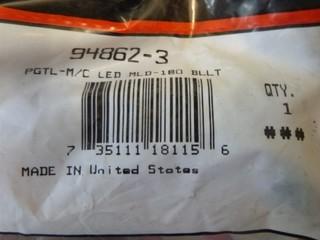 94862-3
PGTL-M/C LED MLD-180 BLLT
QTY.
1
###
7 35111 18115 6
MADE IN United States